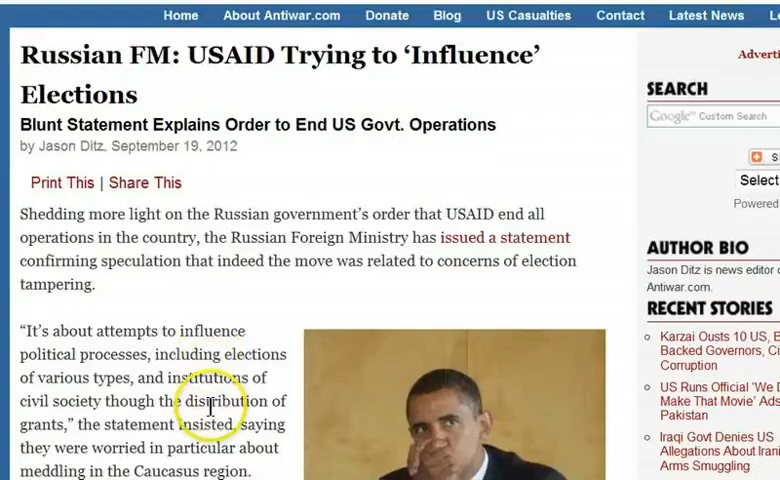 Home About Antiwar.com Donate Blog US Casualties Contact Latest News
Russian FM: USAID Trying to ‘Influence’
Elections
Blunt Statement Explains Order to End US Govt. Operations
by Jason Ditz, September 19, 2012
Print This | Share This
Shedding more light on the Russian government’s order that USAID end all
operations in the country, the Russian Foreign Ministry has issued a statement
confirming speculation that indeed the move was related to concerns of election
tampering.
“It’s about attempts to influence
political processes, including elections
of various types, and institutions of
civil society though the distribution of
grants,” the statement insisted, saying
they were worried in particular about
meddling in the Caucasus region.
Adverti
SEARCH
Google™ Custom Search
S
Select
Powered
AUTHOR BIO
Jason Ditz is news editor
Antiwar.com.
RECENT STORIES
Karzai Ousts 10 US, B
Backed Governors, Ci
Corruption
US Runs Official ‘We D
Make That Movie’ Ads
Pakistan
Iraqi Govt Denies US
Allegations About Irani
Arms Smuggling